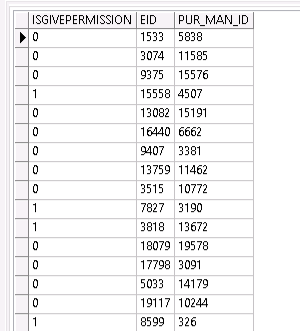 ISGIVEPERMISSION EID PUR_MAN_ID
0 1533 5838
0 3074 11585
0 9375 15576
1 15558 4507
0 13082 15191
0 16440 6662
0 9407 3381
0 13759 11462
0 3515 10772
1 7827 3190
1 3818 13672
0 18079 19578
0 17798 3091
0 5033 14179
0 19117 10244
1 8599 326